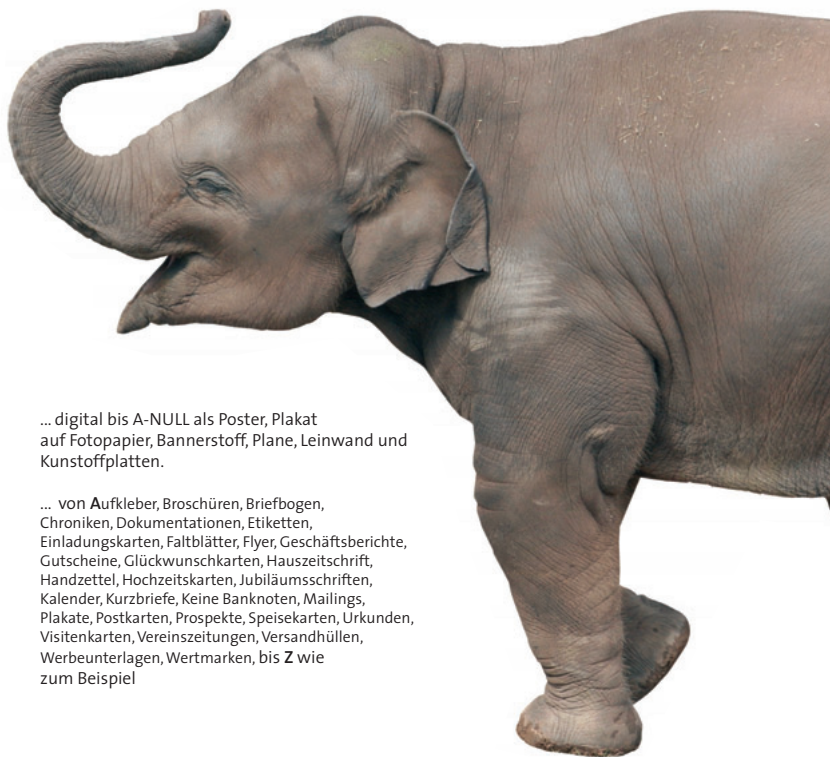 ... digital bis A-NULL als Poster, Plakat
auf Fotopapier, Bannerstoff, Plane, Leinwand und
Kunstoffplatten.
... von Aufkleber, Broschüren, Briefbogen,
Chroniken, Dokumentationen, Etiketten,
Einladungskarten, Faltblätter, Flyer, Geschäftsberichte,
Gutscheine, Glückwunschkarten, Hauszeitschrift,
Handzettel, Hochzeitskarten, Jubiläumsschriften,
Kalender, Kurzbriefe, Keine Banknoten, Mailings,
Plakate, Postkarten, Prospekte, Speisekarten, Urkunden,
Visitenkarten, Vereinszeitungen, Versandhüllen,
Werbeunterlagen, Wertmarken, bis Z wie
zum Beispiel